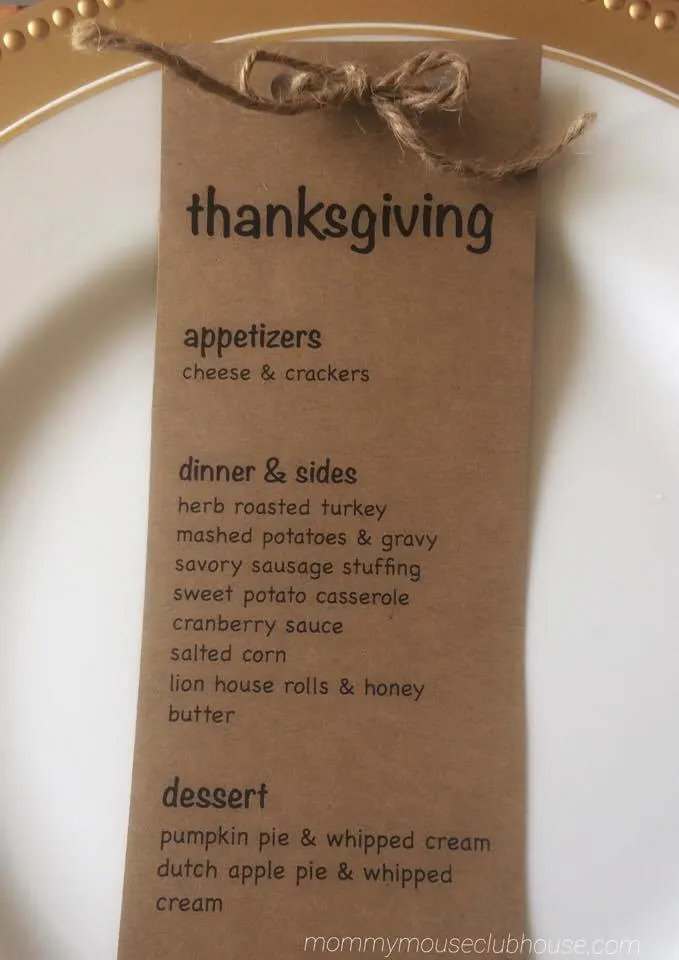 thanksgiving
appetizers
cheese & crackers
dinner & sides
herb roasted turkey
mashed potatoes & gravy
savory sausage stuffing
sweet potato casserole
cranberry sauce
salted corn
lion house rolls & honey
butter
dessert
pumpkin pie & whipped cream
dutch apple pie & whipped
cream
mommymouseclubhouse.com